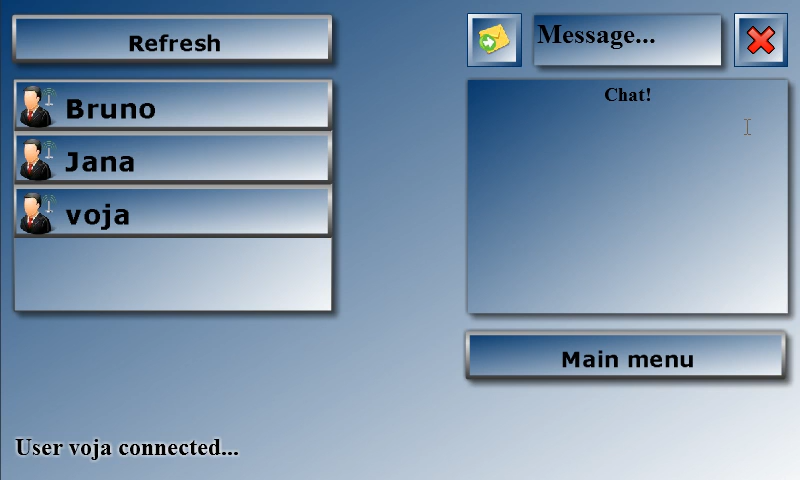 Refresh
Bruno
Jana
voja
Message...
Chat!
Main menu
User voja connected...